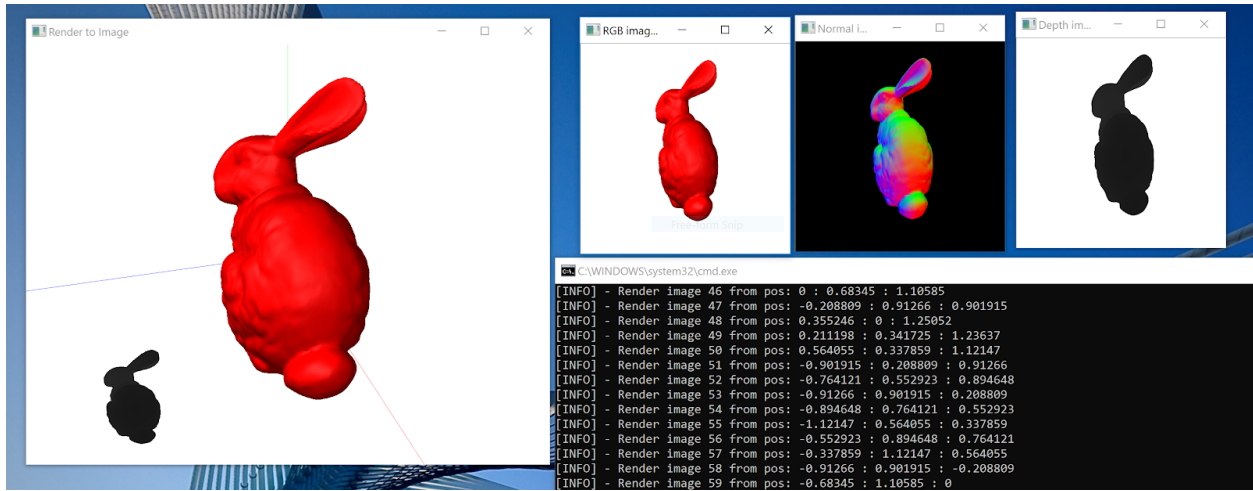 Render to Image
RGB imag...
Normal i...
Depth im...
Free-form Snip
C:\WINDOWS\system32\cmd.exe
[INFO] - Render image 46 from pos: 0 : 0.68345 : 1.10585
[INFO] - Render image 47 from pos: -0.208809 : 0.91266 : 0.901915
[INFO] - Render image 48 from pos: 0.355246 : 0 : 1.25052
[INFO] - Render image 49 from pos: 0.211198 : 0.341725 : 1.23637
[INFO] - Render image 50 from pos: 0.564055 : 0.337859 : 1.12147
[INFO] - Render image 51 from pos: -0.901915 : 0.208809 : 0.91266
[INFO] - Render image 52 from pos: -0.764121 : 0.552923 : 0.894648
[INFO] - Render image 53 from pos: -0.91266 : 0.901915 : 0.208809
[INFO] - Render image 54 from pos: -0.894648 : 0.764121 : 0.552923
[INFO] - Render image 55 from pos: -1.12147 : 0.564055 : 0.337859
[INFO] - Render image 56 from pos: -0.552923 : 0.894648 : 0.764121
[INFO] - Render image 57 from pos: -0.337859 : 1.12147 : 0.564055
[INFO] - Render image 58 from pos: -0.91266 : 0.901915 : -0.208809
[INFO] - Render image 59 from pos: -0.68345 : 1.10585 : 0